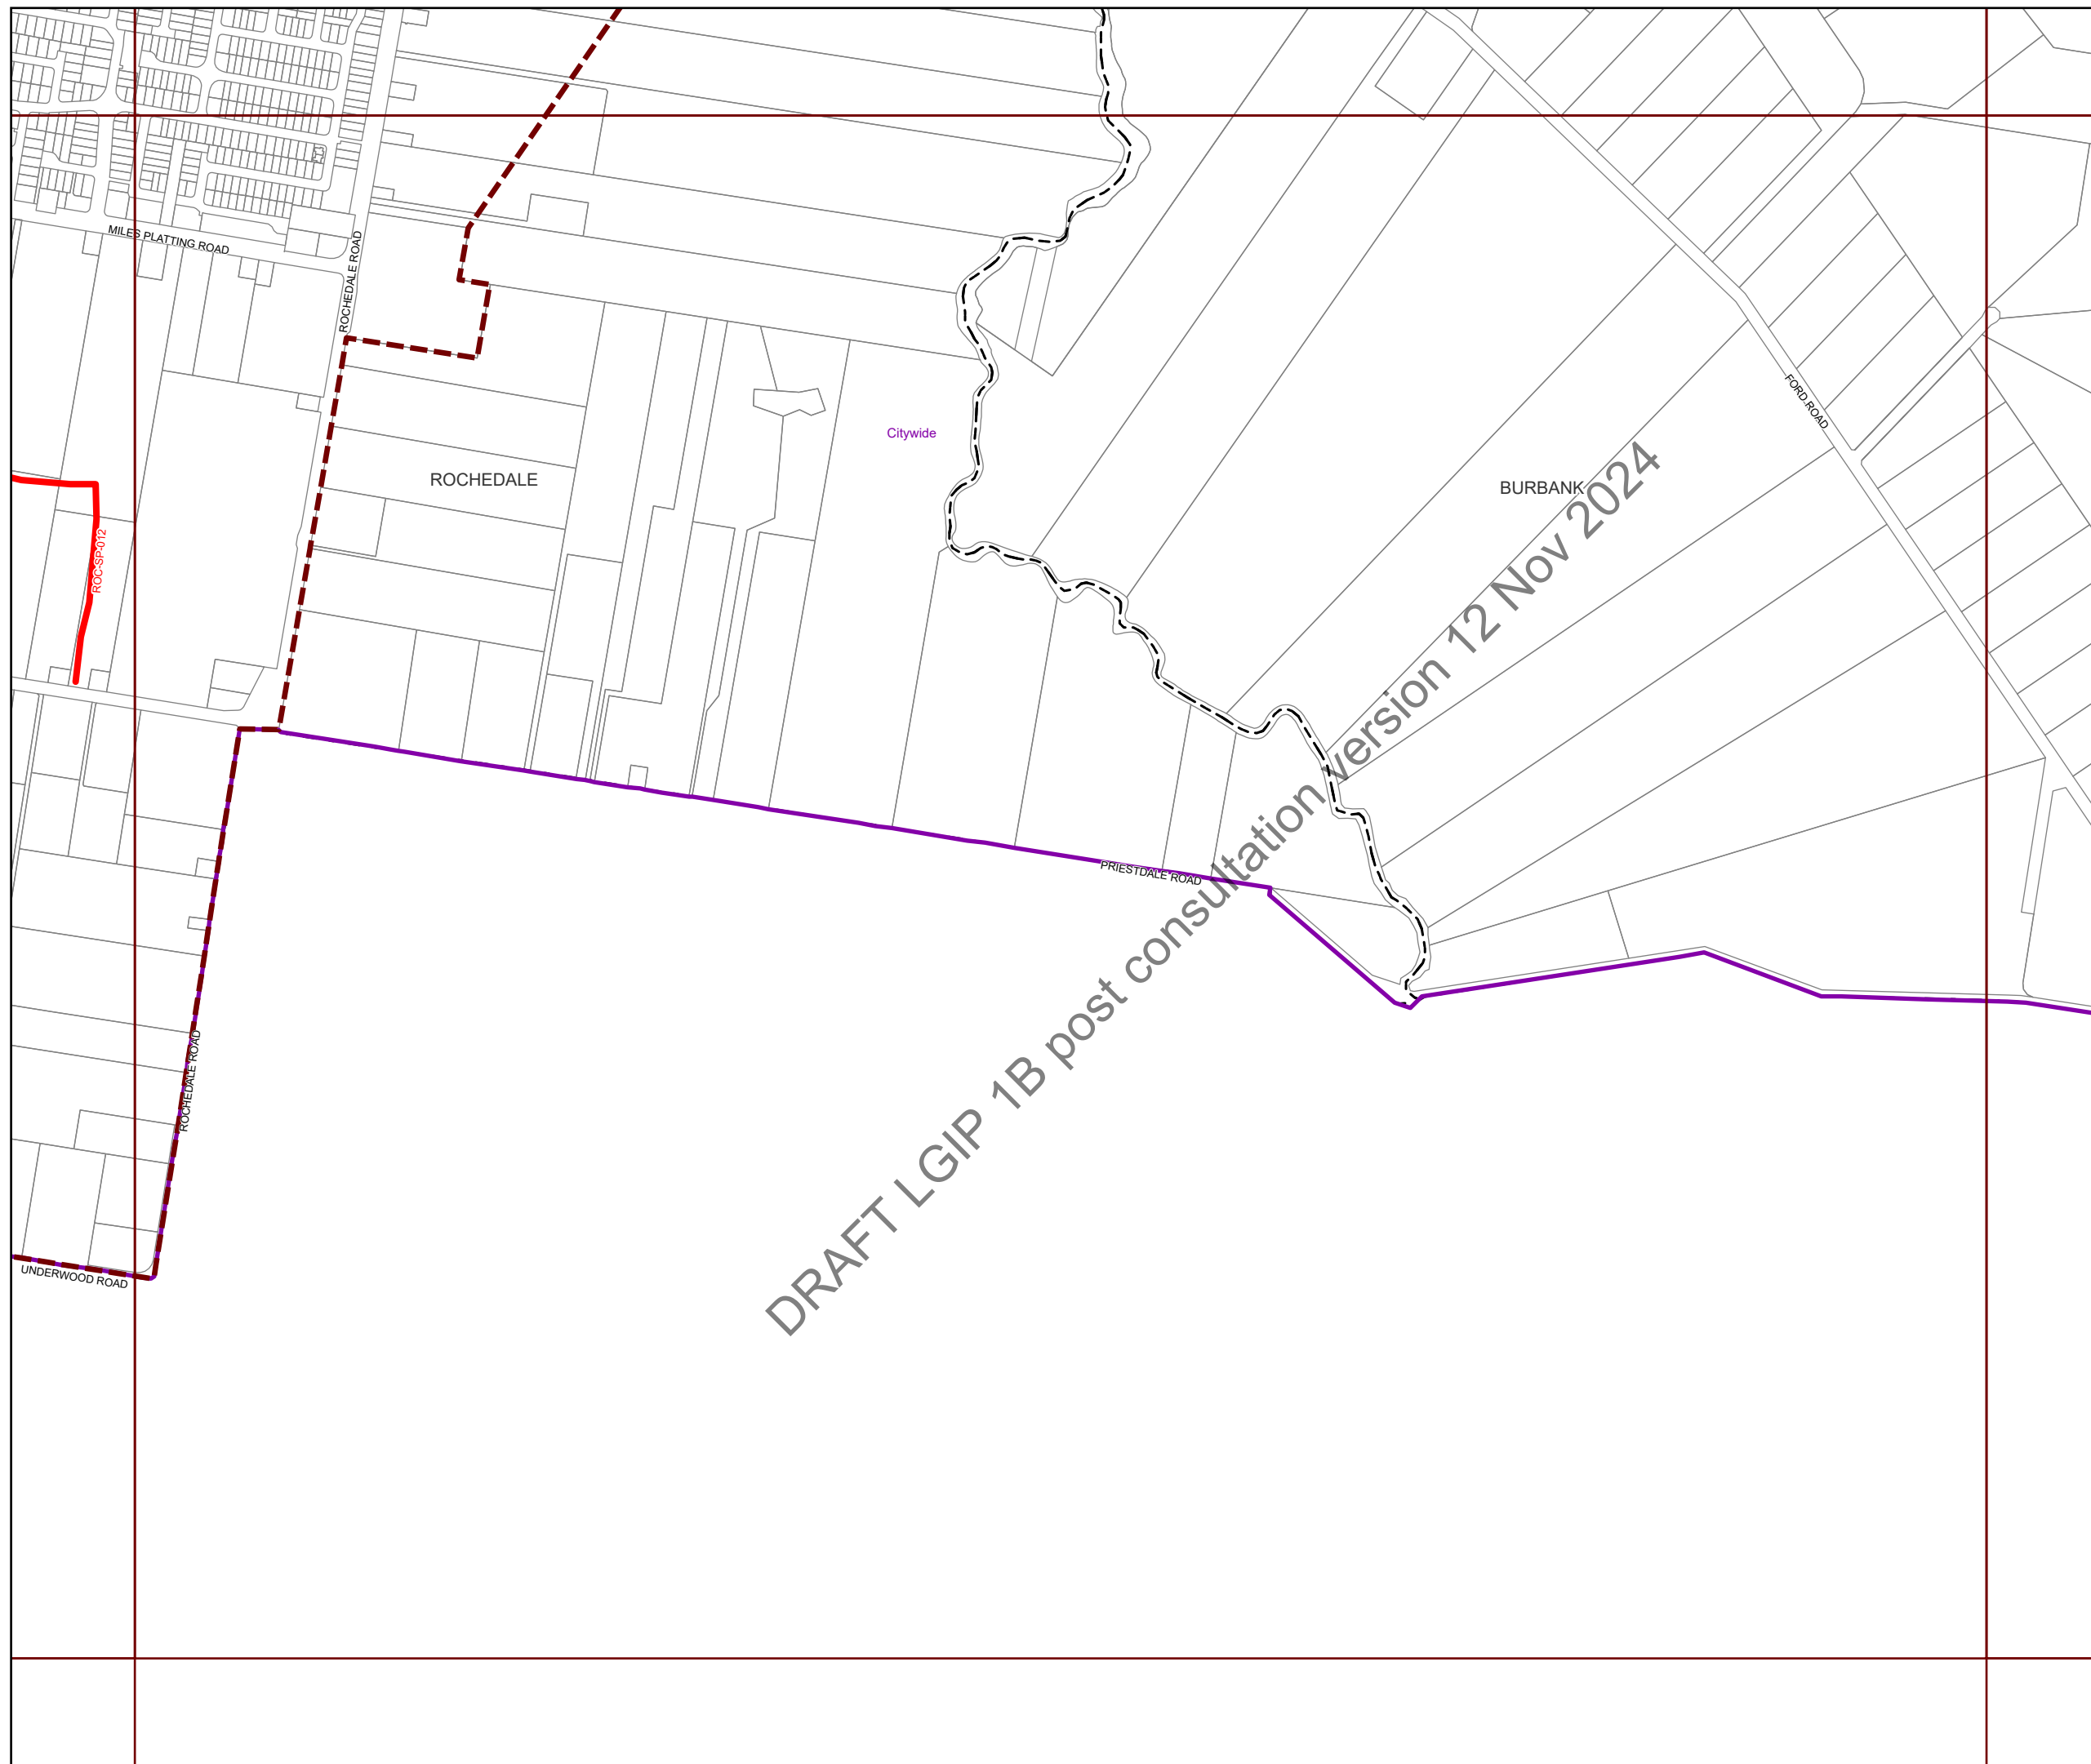 MILES PLATTING ROAD
ROCHEDALE ROAD
FORD ROAD
Citywide
ROCHEDALE
BURBANK
ROC-SP-012
PRIESTDALE ROAD
DRAFT LGIP 1B post consultation version 12 Nov 2024
ROCHEDALE ROAD
UNDERWOOD ROAD